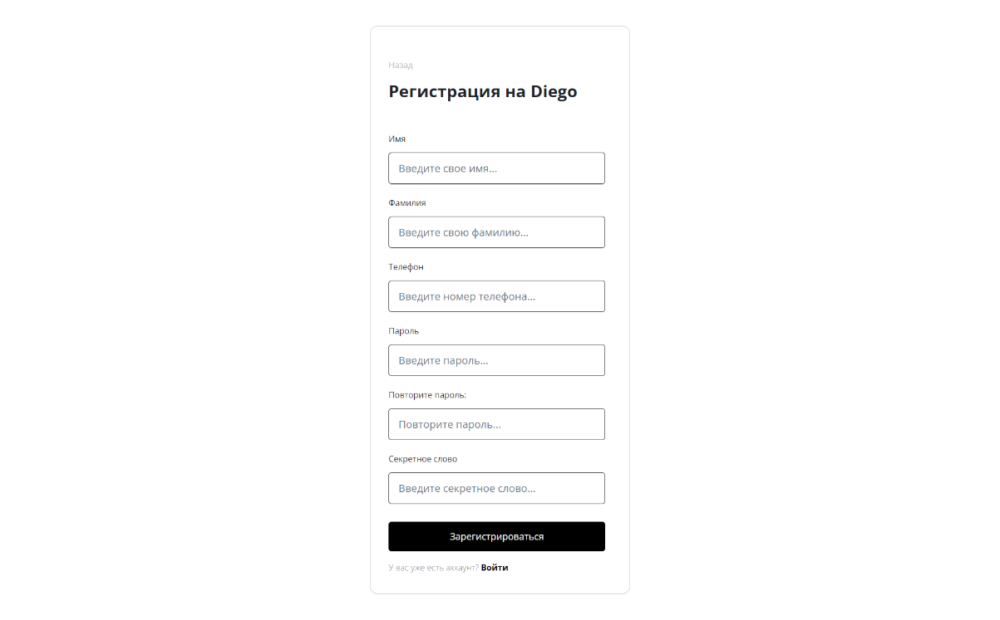 Назад
Регистрация на Diego
Имя
Введите свое имя...
Фамилия
Введите свою фамилию...
Телефон
Введите номер телефона...
Пароль
Введите пароль...
Повторите пароль:
Повторите пароль...
Секретное слово
Введите секретное слово...
Зарегистрироваться
У вас уже есть аккаунт? Войти